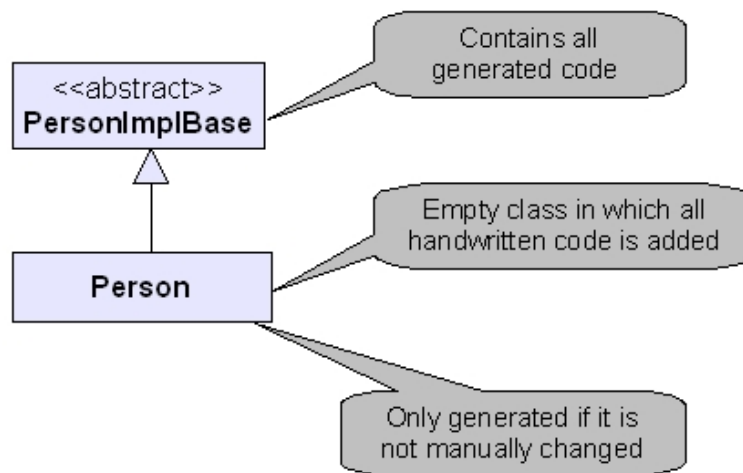 Contains all
generated code
<<abstract>>
PersonImplBase
Empty class in which all
handwritten code is added
Person
Only generated if it is
not manually changed